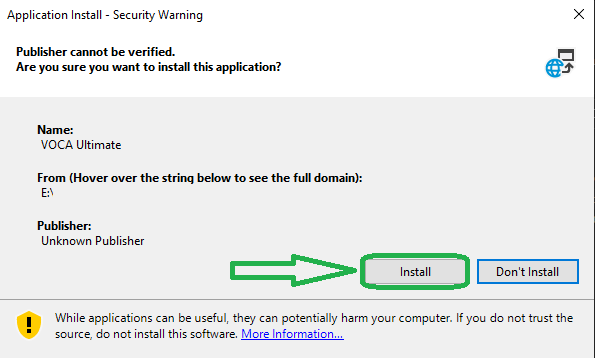 Application Install - Security Warning
Publisher cannot be verified.
Are you sure you want to install this application?
Name:
VOCA Ultimate
From (Hover over the string below to see the full domain):
E:\
Publisher:
Unknown Publisher
Install
Don't Install
While applications can be useful, they can potentially harm your computer. If you do not trust the
source, do not install this software. More Information...